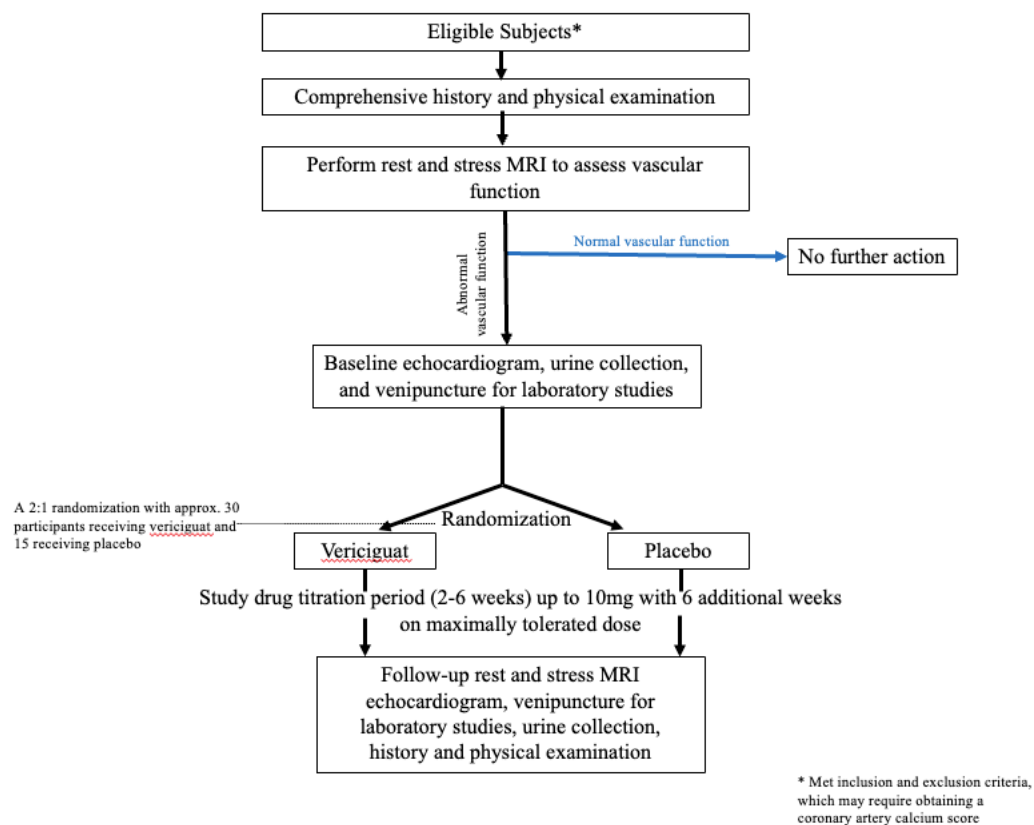 Eligible Subjects*
Comprehensive history and physical examination
Perform rest and stress MRI to assess vascular
function
Normal vascular function
No further action
Abnormal
vascular function
Baseline echocardiogram, urine collection,
and venipuncture for laboratory studies
A 2:1 randomization with approx. 30
participants receiving vericiguat and
15 receiving placebo
Randomization
Vericiguat
Placebo
Study drug titration period (2-6 weeks) up to 10mg with 6 additional weeks
on maximally tolerated dose
Follow-up rest and stress MRI
echocardiogram, venipuncture for
laboratory studies, urine collection,
history and physical examination
* Met inclusion and exclusion criteria,
which may require obtaining a
coronary artery calcium score